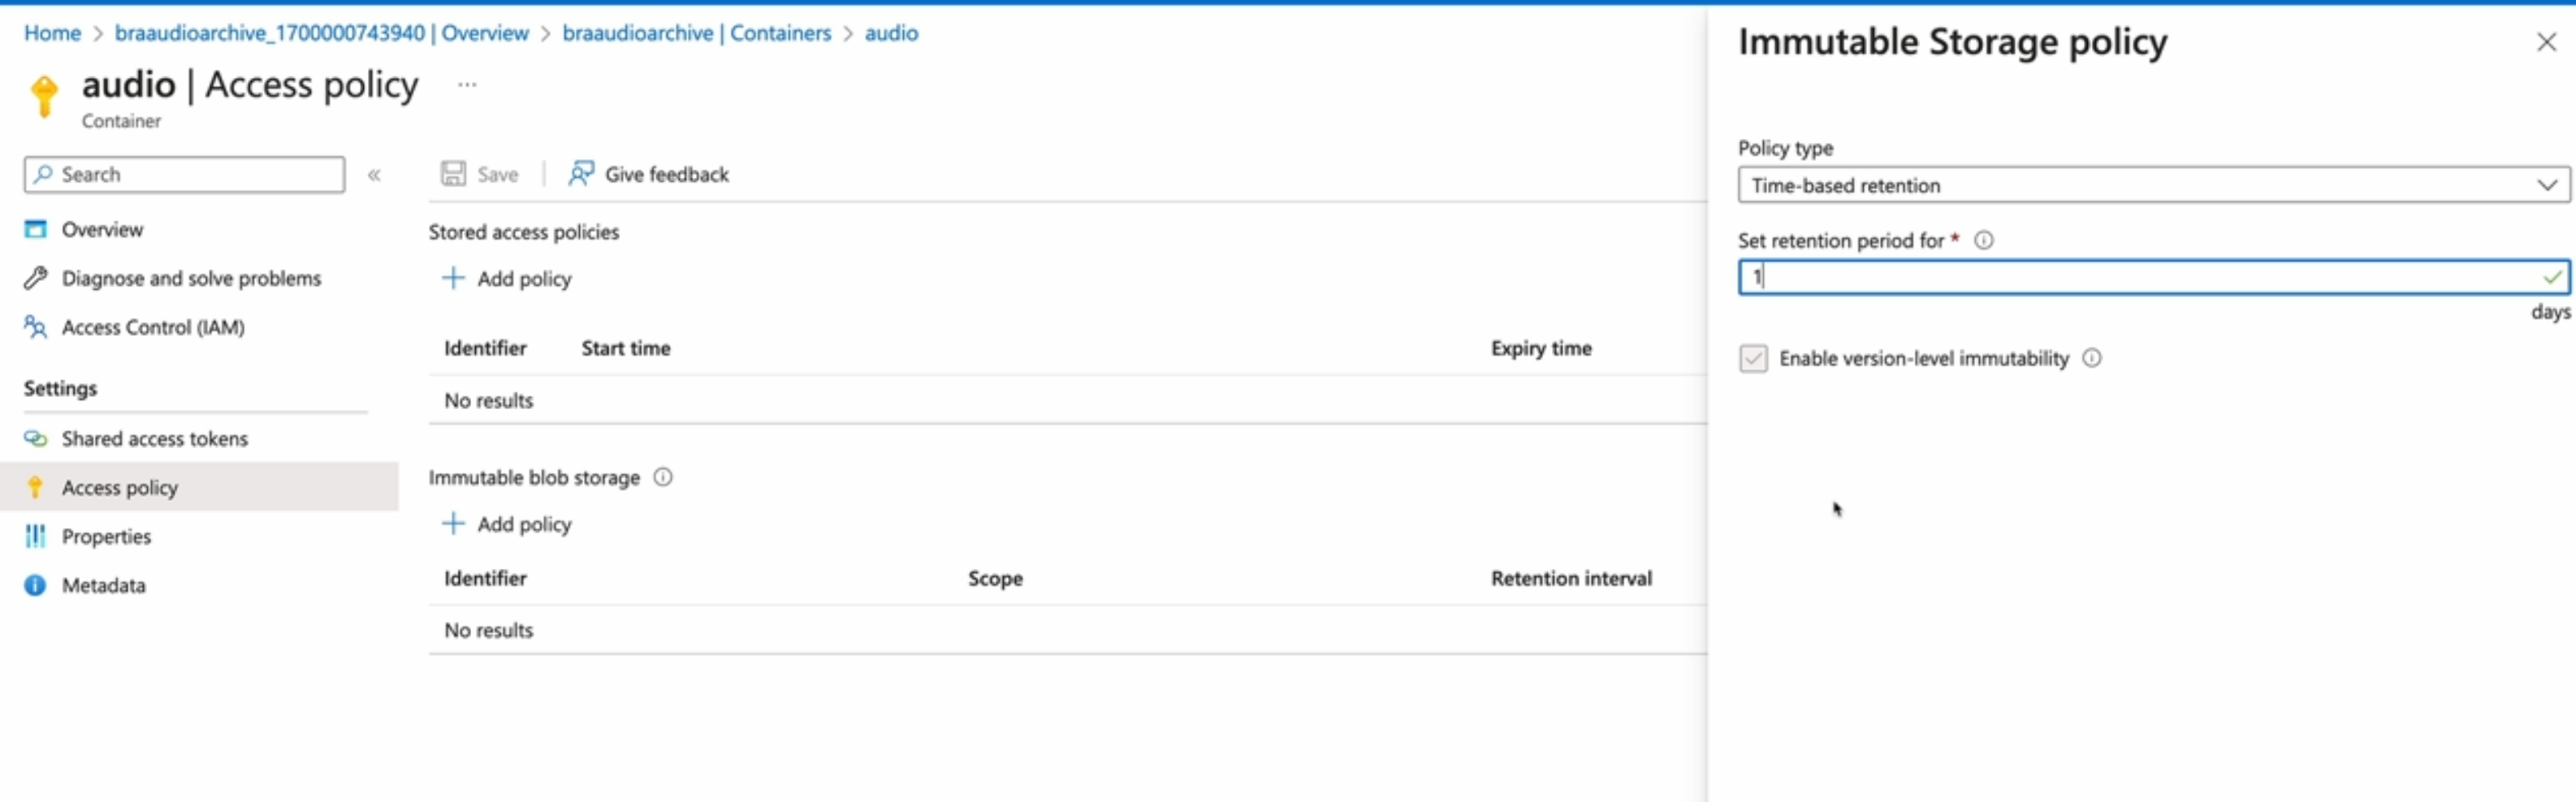 Home > braaudioarchive_1700000743940 | Overview > braaudioarchive | Containers > audio
audio | Access policy ...
Container
Search
Overview
Diagnose and solve problems
Access Control (IAM)
Settings
Shared access tokens
Access policy
Properties
Metadata
Save Give feedback
Stored access policies
Add policy
Identifier Start time Expiry time
No results
Immutable blob storage
Add policy
Identifier Scope Retention interval
No results
Immutable Storage policy
Policy type
Time-based retention
Set retention period for *
1
days
Enable version-level immutability